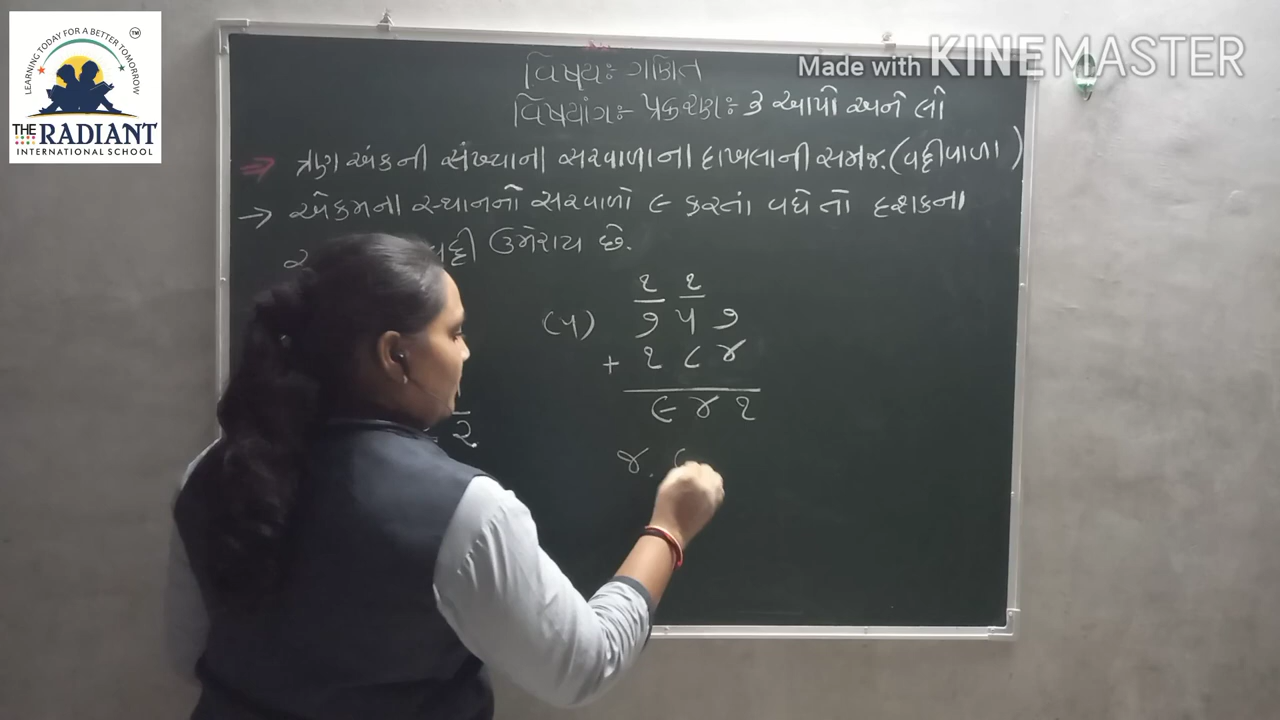 LEARNING TODAY FOR A BETTER TOMORROW
TM
THE RADIANT
INTERNATIONAL SCHOOL
Made with KINEMASTER
વિષય:- ગણિત
વિષયાંગ:- પ્રકરણ:- ૩ આપો અને લો
⇒ ત્રણ અંકની સંખ્યાના સરવાળાના દાખલાની સમજ. (વદ્દીવાળા)
→ એકમના સ્થાનનો સરવાળો ૯ કરતાં વધે તો દશકના
વદ્દી ઉમેરાય છે.
૧ ૧
(૫) ૭ ૫ ૭
+ ૧ ૮ ૪
૯ ૪ ૧
૨
જ.